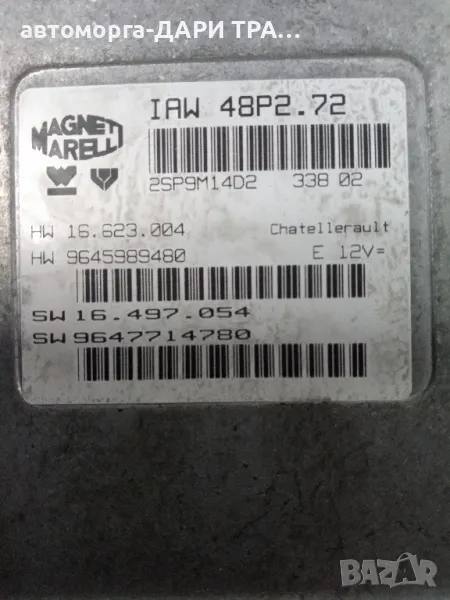 автоморга-ДАРИ ТРА...
MAGNETI
MARELLI
IAW 48P2.72
2SP9M14D2 338 02
HW 16.623.004 Chatellerault
HW 9645989480 E 12V=
SW 16.497.054
SW 9647714780
BAZAR